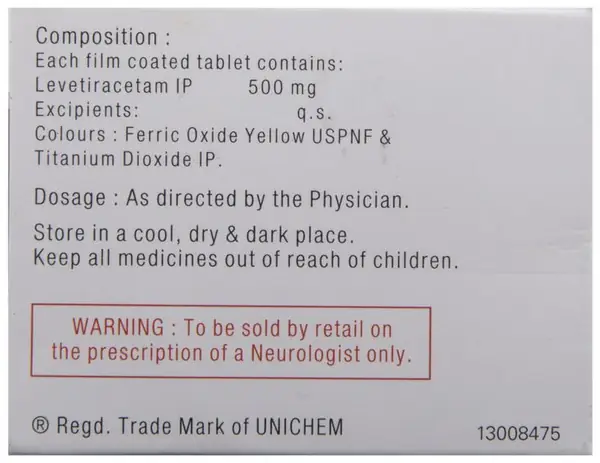 Composition :
Each film coated tablet contains:
Levetiracetam IP 500 mg
Excipients: q.s.
Colours : Ferric Oxide Yellow USPNF &
Titanium Dioxide IP.
Dosage : As directed by the Physician.
Store in a cool, dry & dark place.
Keep all medicines out of reach of children.
WARNING : To be sold by retail on
the prescription of a Neurologist only.
® Regd. Trade Mark of UNICHEM 13008475